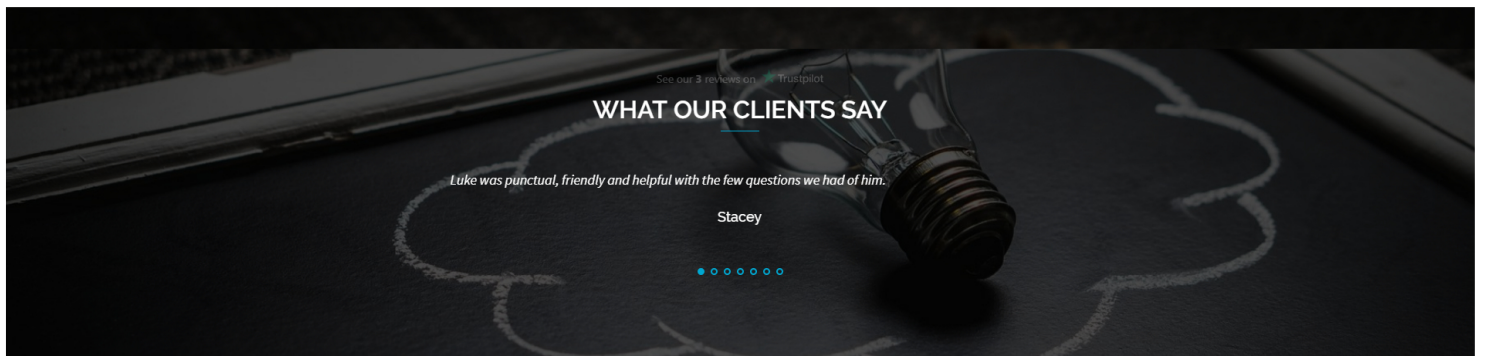 See our 3 reviews on Trustpilot
WHAT OUR CLIENTS SAY
Luke was punctual, friendly and helpful with the few questions we had of him.
Stacey